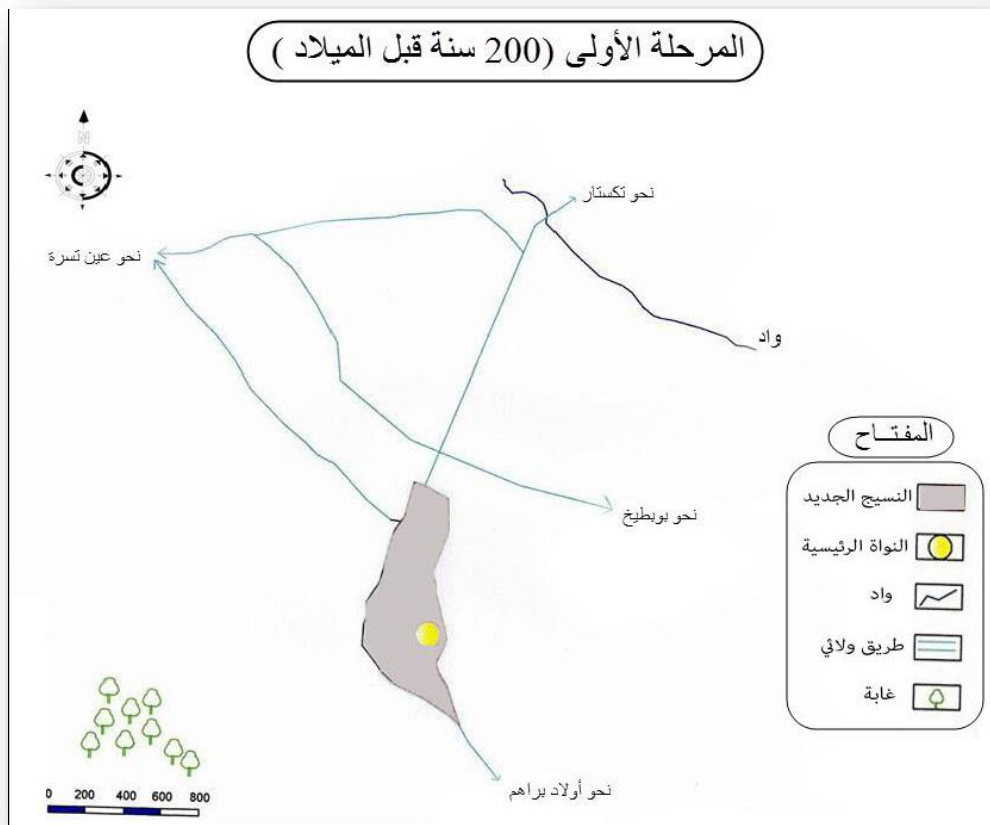 المرحلة الأولى (200 سنة قبل الميلاد )
N
نحو تكستار
نحو عين تسرة
واد
نحو بوبطيخ
نحو أولاد براهم
المفتــاح
النسيج الجديد
النواة الرئيسية
واد
طريق ولائي
غابة
0 200 400 600 800